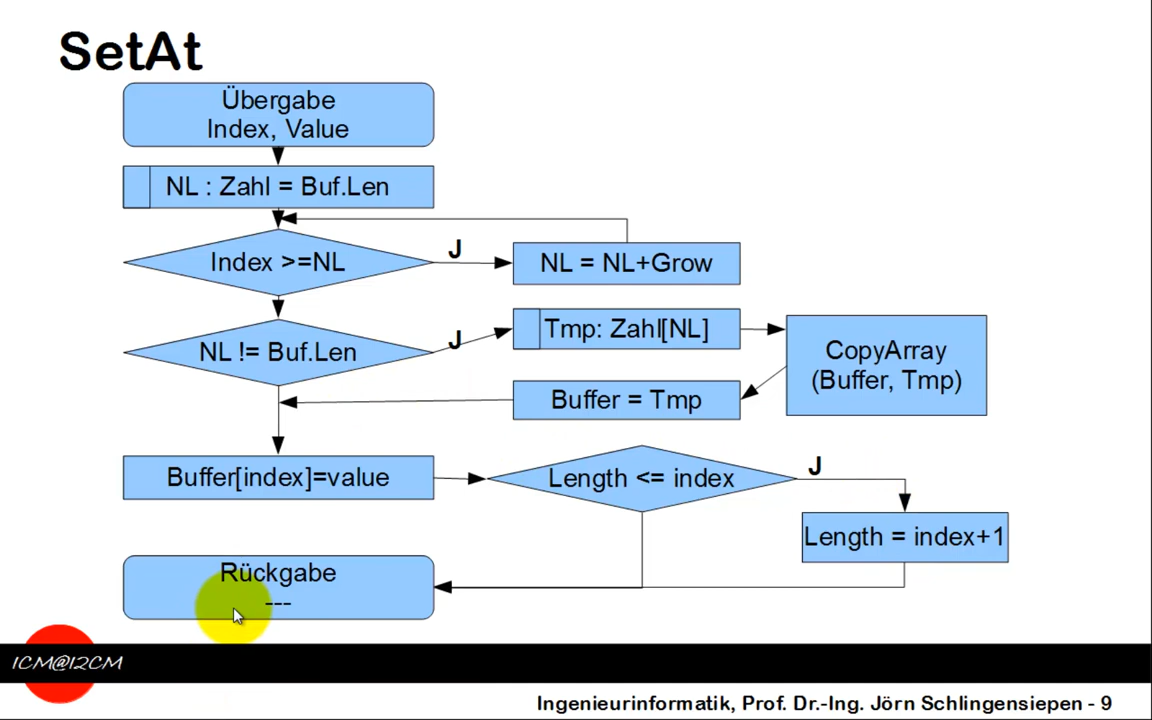 SetAt
Übergabe
Index, Value
NL : Zahl = Buf.Len
Index >=NL
J
NL = NL+Grow
NL != Buf.Len
J
Tmp: Zahl[NL]
CopyArray
(Buffer, Tmp)
Buffer = Tmp
Buffer[index]=value
Length <= index
J
Length = index+1
Rückgabe
---
1CM@12CM
Ingenieurinformatik, Prof. Dr.-Ing. Jörn Schlingensiepen - 9